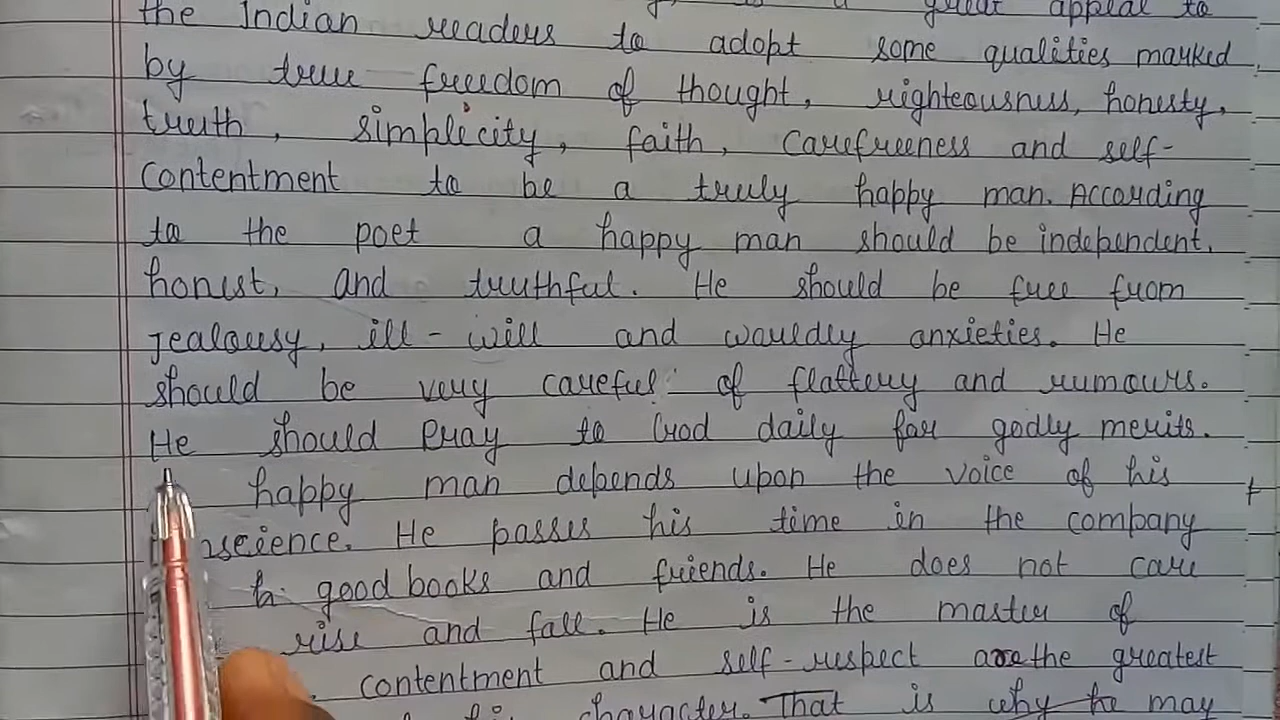 great appeal to
the Indian readers to adopt some qualities marked
by true freedom of thought, righteousness, honesty,
truth, simplicity, faith, carefreeness and self-
contentment to be a truly happy man. According
to the poet a happy man should be independent,
honest, and truthful. He should be free from
jealousy, ill-will and wouldly anxieties. He
should be very careful of flattery and rumours.
He should pray to God daily for godly merits.
happy man depends upon the voice of his
science. He passes his time in the company
good books and friends. He does not care
rise and fall. He is the master of
contentment and self-respect are the greatest
character. That is why he may